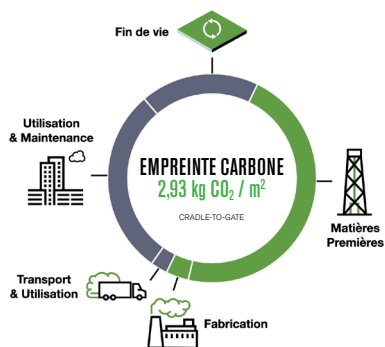 Fin de vie
Utilisation
& Maintenance
EMPREINTE CARBONE
2,93 kg CO₂ / m²
CRADLE-TO-GATE
Matières
Premières
Transport
& Utilisation
Fabrication